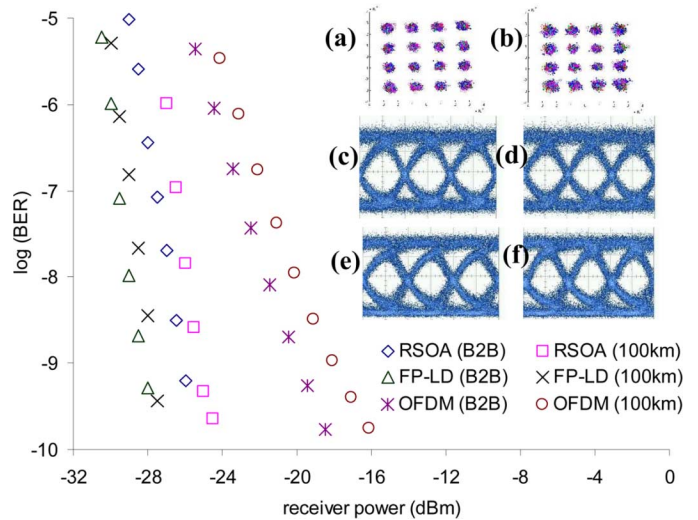 -5
-6
-7
-8
-9
-10
log (BER)
-32
-28
-24
-20
-16
-12
-8
-4
0
receiver power (dBm)
(a)
(b)
(c)
(d)
(e)
(f)
RSOA (B2B)
RSOA (100km)
FP-LD (B2B)
FP-LD (100km)
OFDM (B2B)
OFDM (100km)